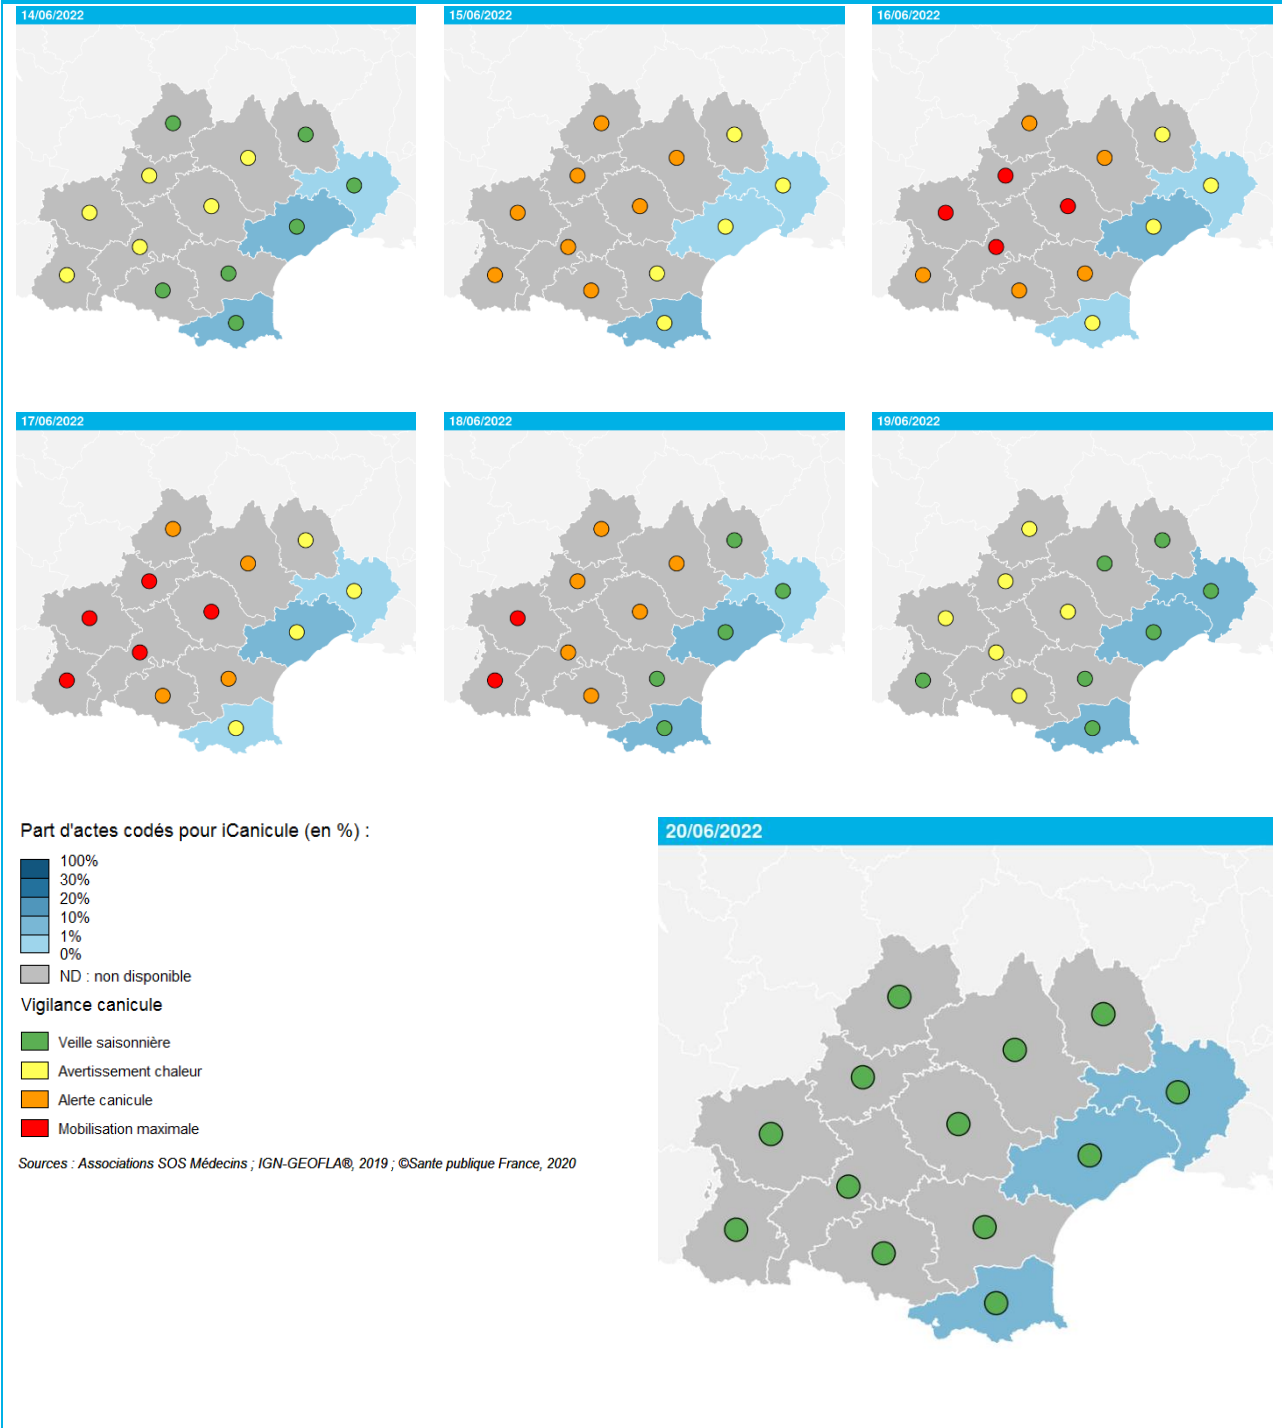 14/06/2022
15/06/2022
16/06/2022
17/06/2022
18/06/2022
19/06/2022
Part d'actes codés pour iCanicule (en %) :
100%
30%
20%
10%
1%
0%
ND : non disponible
Vigilance canicule
Veille saisonnière
Avertissement chaleur
Alerte canicule
Mobilisation maximale
Sources : Associations SOS Médecins ; IGN-GEOFLA®, 2019 ; ©Sante publique France, 2020
20/06/2022